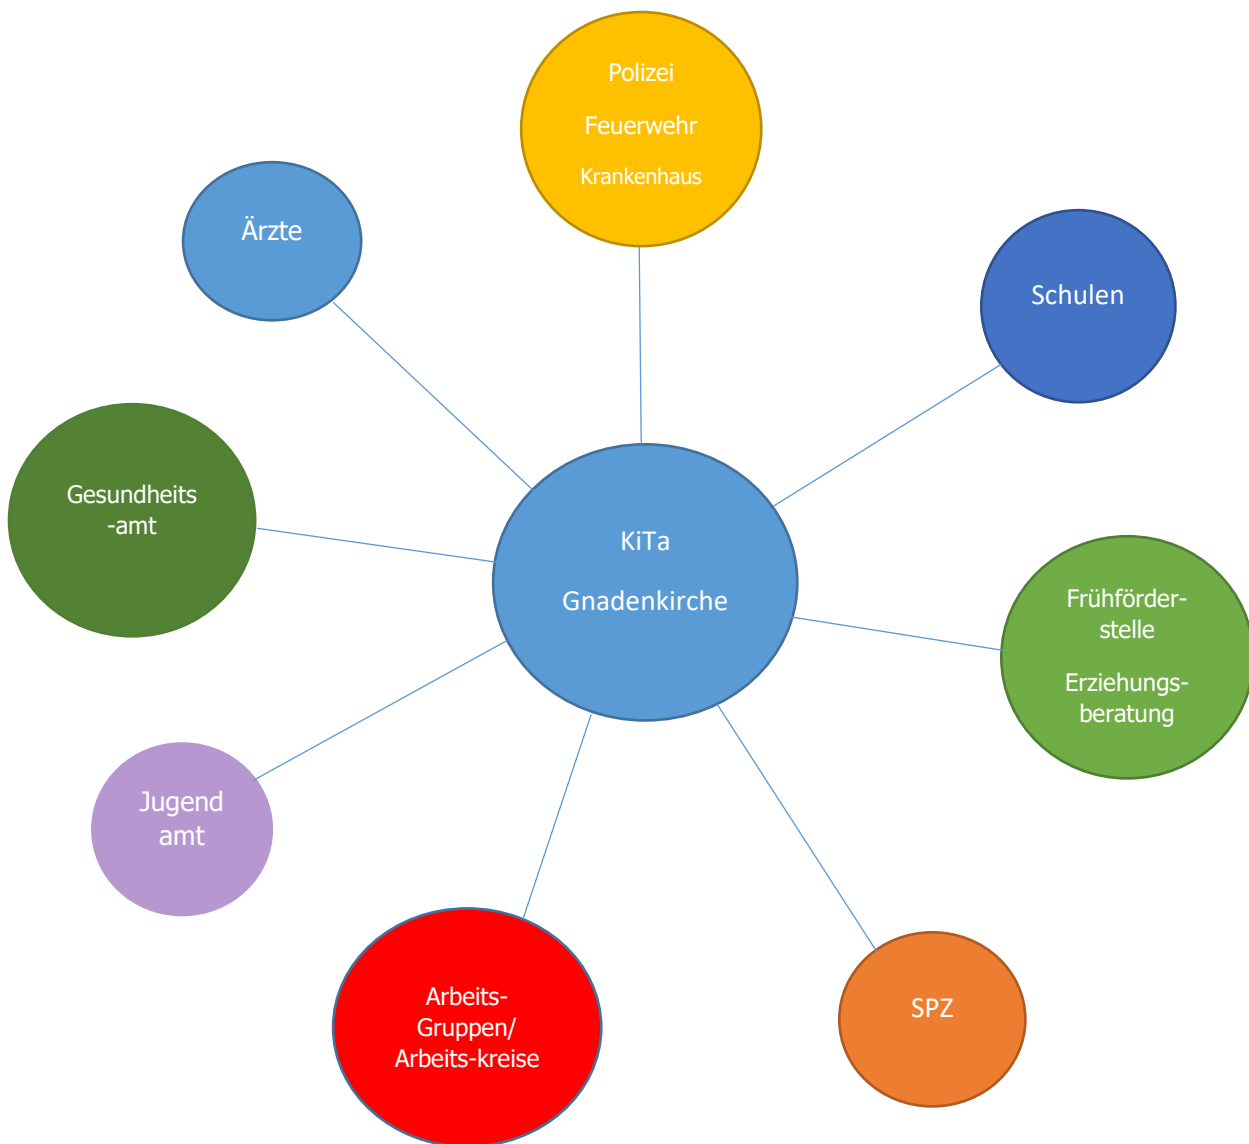 Polizei
Feuerwehr
Krankenhaus
Ärzte
Schulen
Gesundheits
-amt
KiTa
Gnadenkirche
Frühförder-
stelle
Erziehungs-
beratung
Jugend
amt
Arbeits-
Gruppen/
Arbeits-kreise
SPZ